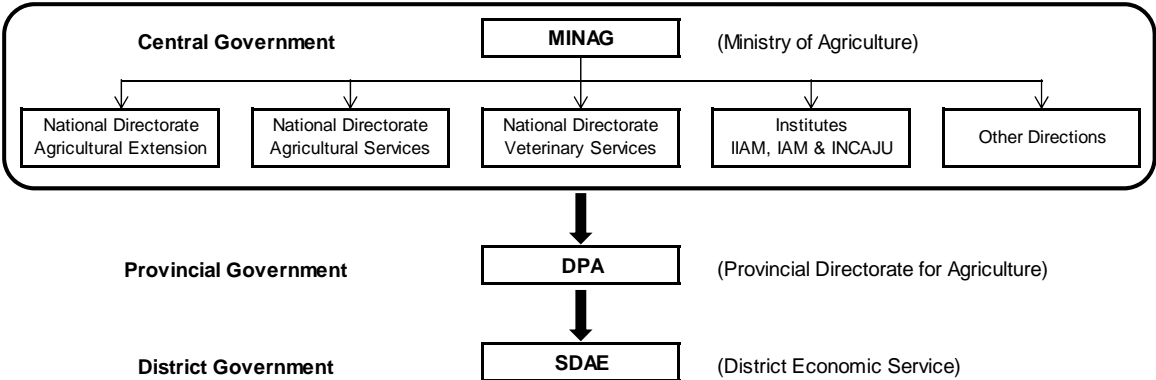 Central Government MINAG (Ministry of Agriculture)
National Directorate
Agricultural Extension
National Directorate
Agricultural Services
National Directorate
Veterinary Services
Institutes
IIAM, IAM & INCAJU
Other Directions
Provincial Government DPA (Provincial Directorate for Agriculture)
District Government SDAE (District Economic Service)